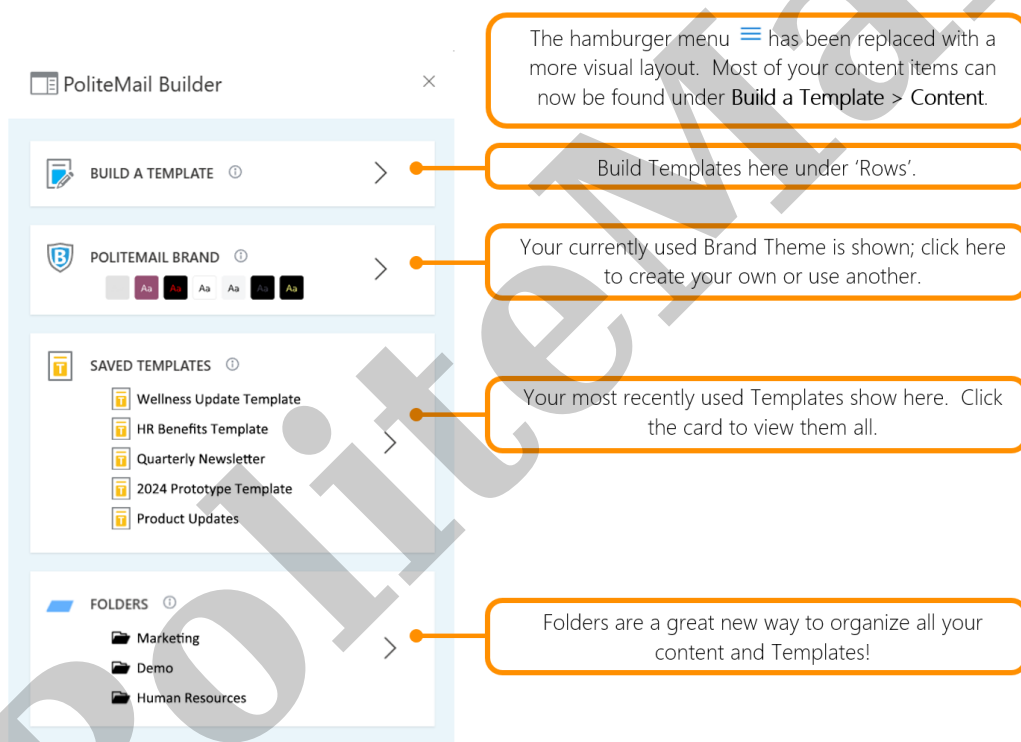 PoliteMail Builder
BUILD A TEMPLATE
POLITEMAIL BRAND
Aa Aa Aa Aa Aa Aa
SAVED TEMPLATES
Wellness Update Template
HR Benefits Template
Quarterly Newsletter
2024 Prototype Template
Product Updates
FOLDERS
Marketing
Demo
Human Resources
The hamburger menu has been replaced with a
more visual layout. Most of your content items can
now be found under Build a Template > Content.
Build Templates here under ‘Rows’.
Your currently used Brand Theme is shown; click here
to create your own or use another.
Your most recently used Templates show here. Click
the card to view them all.
Folders are a great new way to organize all your
content and Templates!
PoliteMa